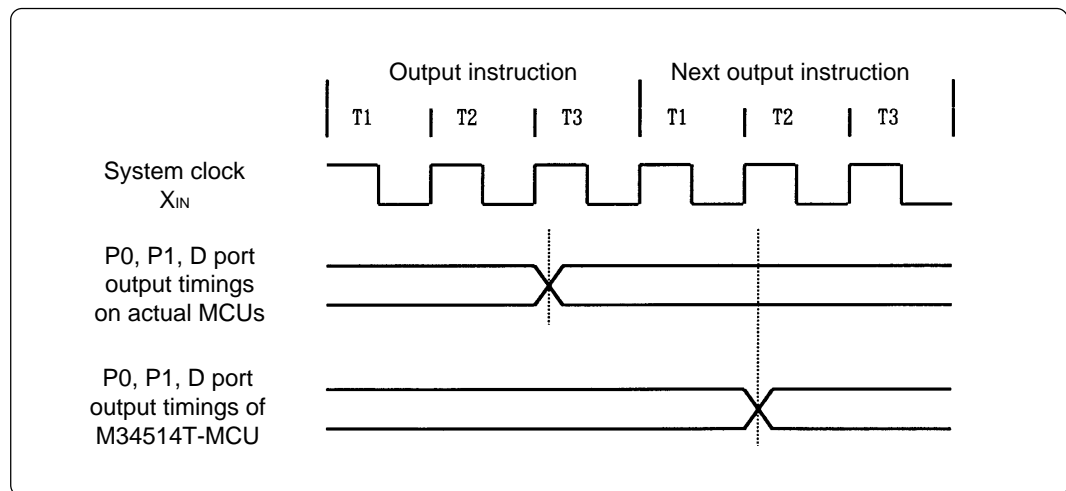 Output instruction Next output instruction
T1 T2 T3 T1 T2 T3
System clock
XIN
P0, P1, D port
output timings
on actual MCUs
P0, P1, D port
output timings of
M34514T-MCU